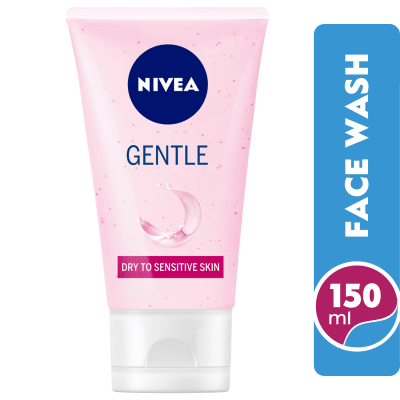 NIVEA
GENTLE
DRY TO SENSITIVE SKIN
FACE WASH
150
ml